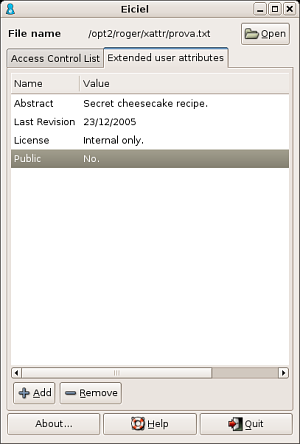 Eiciel
File name /opt2/roger/xattr/prova.txt Open
Access Control List Extended user attributes
Name Value
Abstract Secret cheesecake recipe.
Last Revision 23/12/2005
License Internal only.
Public No.
Add Remove
About... Help Quit